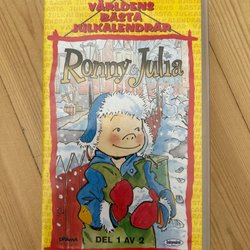 VÄRLDENS
BÄSTA
JULKALENDRAR
Ronny & Julia
DEL 1 AV 2